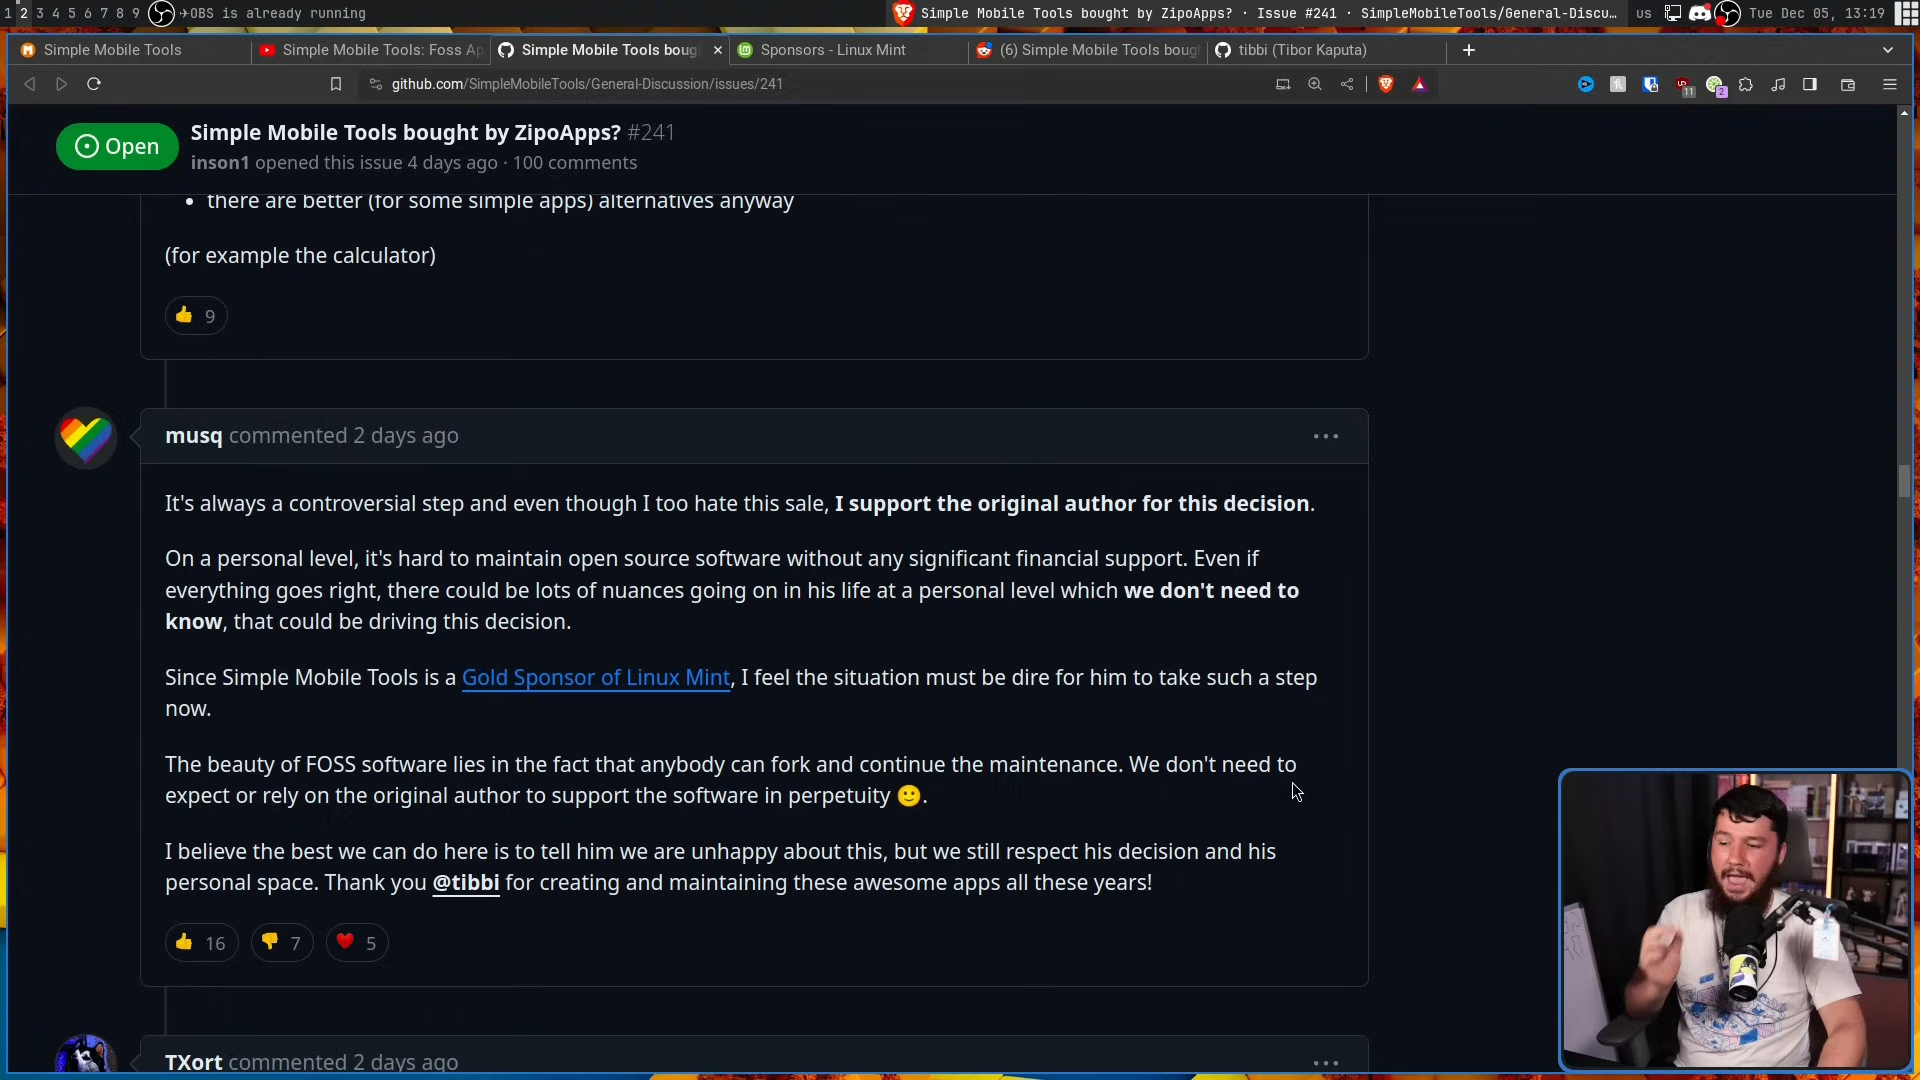 1 2 3 4 5 6 7 8 9 OBS is already running
Simple Mobile Tools bought by ZipoApps? · Issue #241 · SimpleMobileTools/General-Discu… us Tue Dec 05, 13:19
Simple Mobile Tools
Simple Mobile Tools: Foss Ap
Simple Mobile Tools boug
Sponsors - Linux Mint
(6) Simple Mobile Tools boug
tibbi (Tibor Kaputa)
github.com/SimpleMobileTools/General-Discussion/issues/241
11
2
Open
Simple Mobile Tools bought by ZipoApps? #241
inson1 opened this issue 4 days ago · 100 comments
• there are better (for some simple apps) alternatives anyway
(for example the calculator)
👍 9
musq commented 2 days ago
It's always a controversial step and even though I too hate this sale, I support the original author for this decision.
On a personal level, it's hard to maintain open source software without any significant financial support. Even if
everything goes right, there could be lots of nuances going on in his life at a personal level which we don't need to
know, that could be driving this decision.
Since Simple Mobile Tools is a Gold Sponsor of Linux Mint, I feel the situation must be dire for him to take such a step
now.
The beauty of FOSS software lies in the fact that anybody can fork and continue the maintenance. We don't need to
expect or rely on the original author to support the software in perpetuity 🙂.
I believe the best we can do here is to tell him we are unhappy about this, but we still respect his decision and his
personal space. Thank you @tibbi for creating and maintaining these awesome apps all these years!
👍 16 👎 7 ❤️ 5
TXort commented 2 days ago